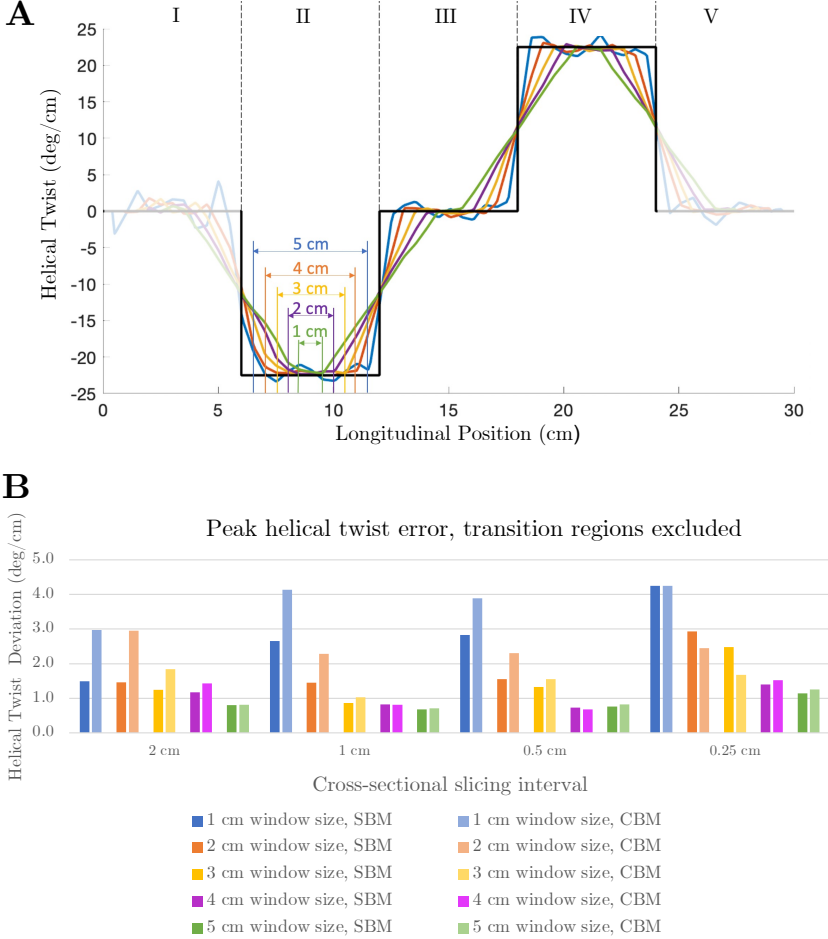 A
I II III IV V
25
20
15
10
5
0
-5
-10
-15
-20
-25
Helical Twist (deg/cm)
5 cm
4 cm
3 cm
2 cm
1 cm
0 5 10 15 20 25 30
Longitudinal Position (cm)
B
Peak helical twist error, transition regions excluded
Helical Twist Deviation (deg/cm)
5.0
4.0
3.0
2.0
1.0
0.0
2 cm 1 cm 0.5 cm 0.25 cm
Cross-sectional slicing interval
1 cm window size, SBM 1 cm window size, CBM
2 cm window size, SBM 2 cm window size, CBM
3 cm window size, SBM 3 cm window size, CBM
4 cm window size, SBM 4 cm window size, CBM
5 cm window size, SBM 5 cm window size, CBM